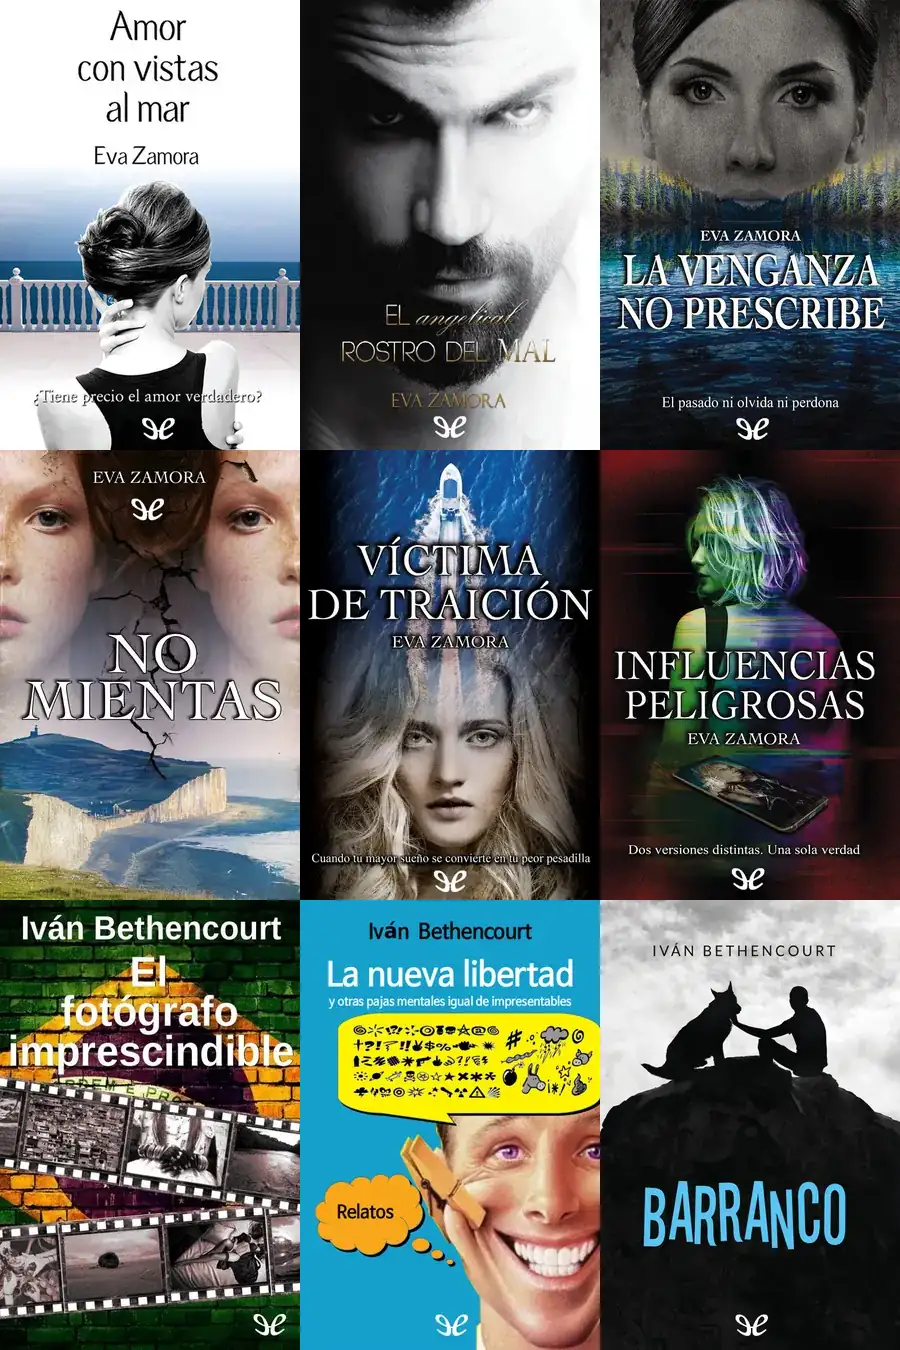 Amor
con vistas
al mar
Eva Zamora
¿Tiene precio el amor verdadero?
EL angelical
ROSTRO DEL MAL
EVA ZAMORA
EVA ZAMORA
LA VENGANZA
NO PRESCRIBE
El pasado ni olvida ni perdona
EVA ZAMORA
NO
MIENTAS
VÍCTIMA
DE TRAICIÓN
EVA ZAMORA
Cuando tu mayor sueño se convierte en tu peor pesadilla
INFLUENCIAS
PELIGROSAS
EVA ZAMORA
Dos versiones distintas. Una sola verdad
Iván Bethencourt
El
fotógrafo
imprescindible
Iván Bethencourt
La nueva libertad
y otras pajas mentales igual de impresentables
Relatos
IVÁN BETHENCOURT
BARRANCO